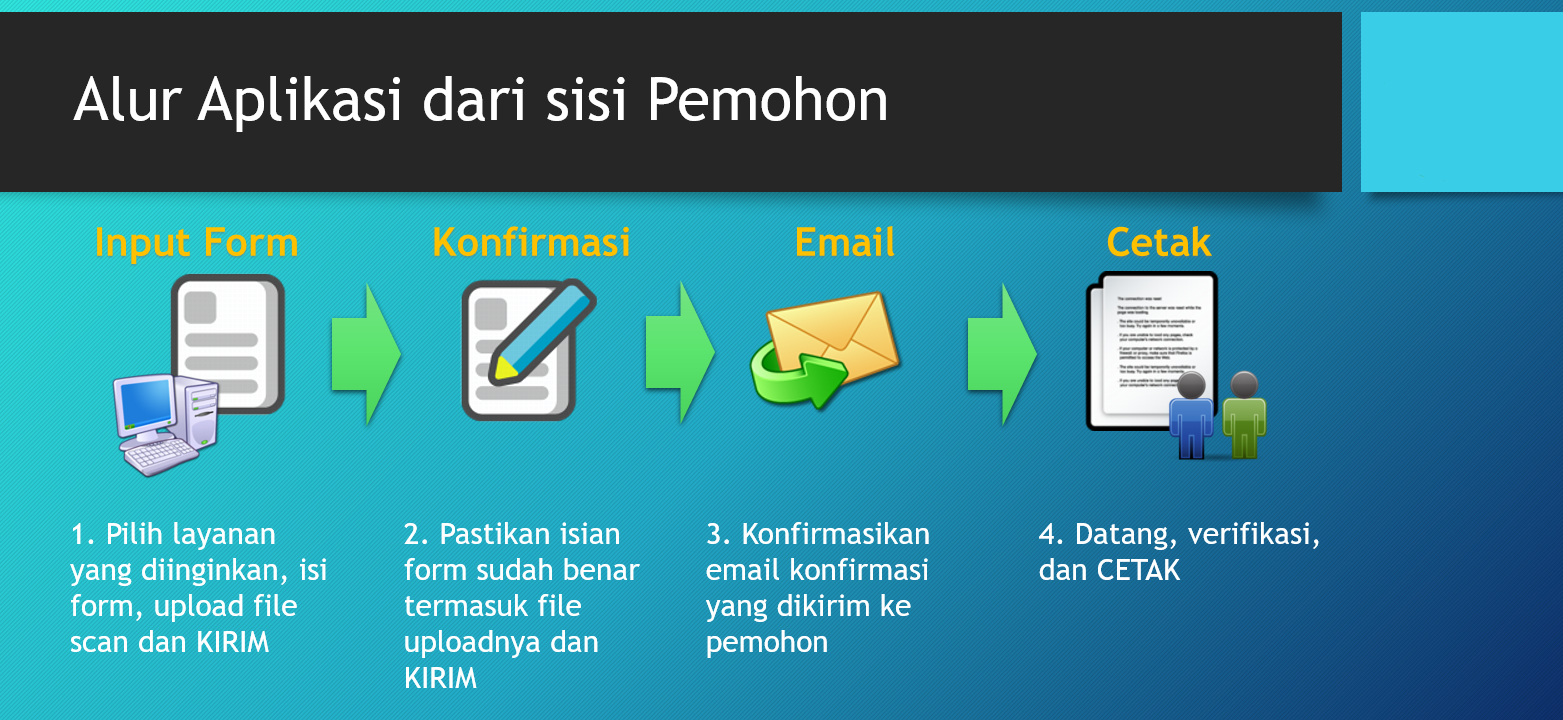 Alur Aplikasi dari sisi Pemohon
Input Form
Konfirmasi
Email
Cetak
1. Pilih layanan
yang diinginkan, isi
form, upload file
scan dan KIRIM
2. Pastikan isian
form sudah benar
termasuk file
uploadnya dan
KIRIM
3. Konfirmasikan
email konfirmasi
yang dikirim ke
pemohon
4. Datang, verifikasi,
dan CETAK